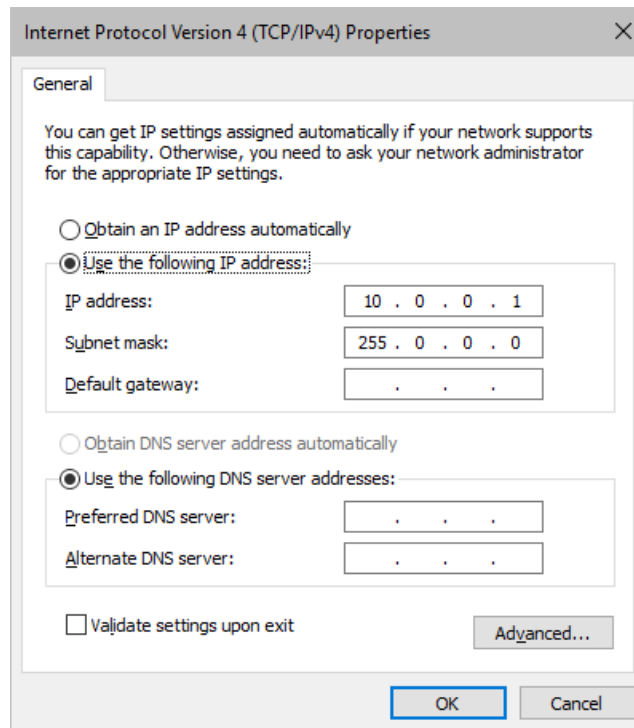 Internet Protocol Version 4 (TCP/IPv4) Properties
General
You can get IP settings assigned automatically if your network supports
this capability. Otherwise, you need to ask your network administrator
for the appropriate IP settings.
Obtain an IP address automatically
Use the following IP address:
IP address: 10 . 0 . 0 . 1
Subnet mask: 255 . 0 . 0 . 0
Default gateway: . . .
Obtain DNS server address automatically
Use the following DNS server addresses:
Preferred DNS server: . . .
Alternate DNS server: . . .
Validate settings upon exit
Advanced...
OK Cancel